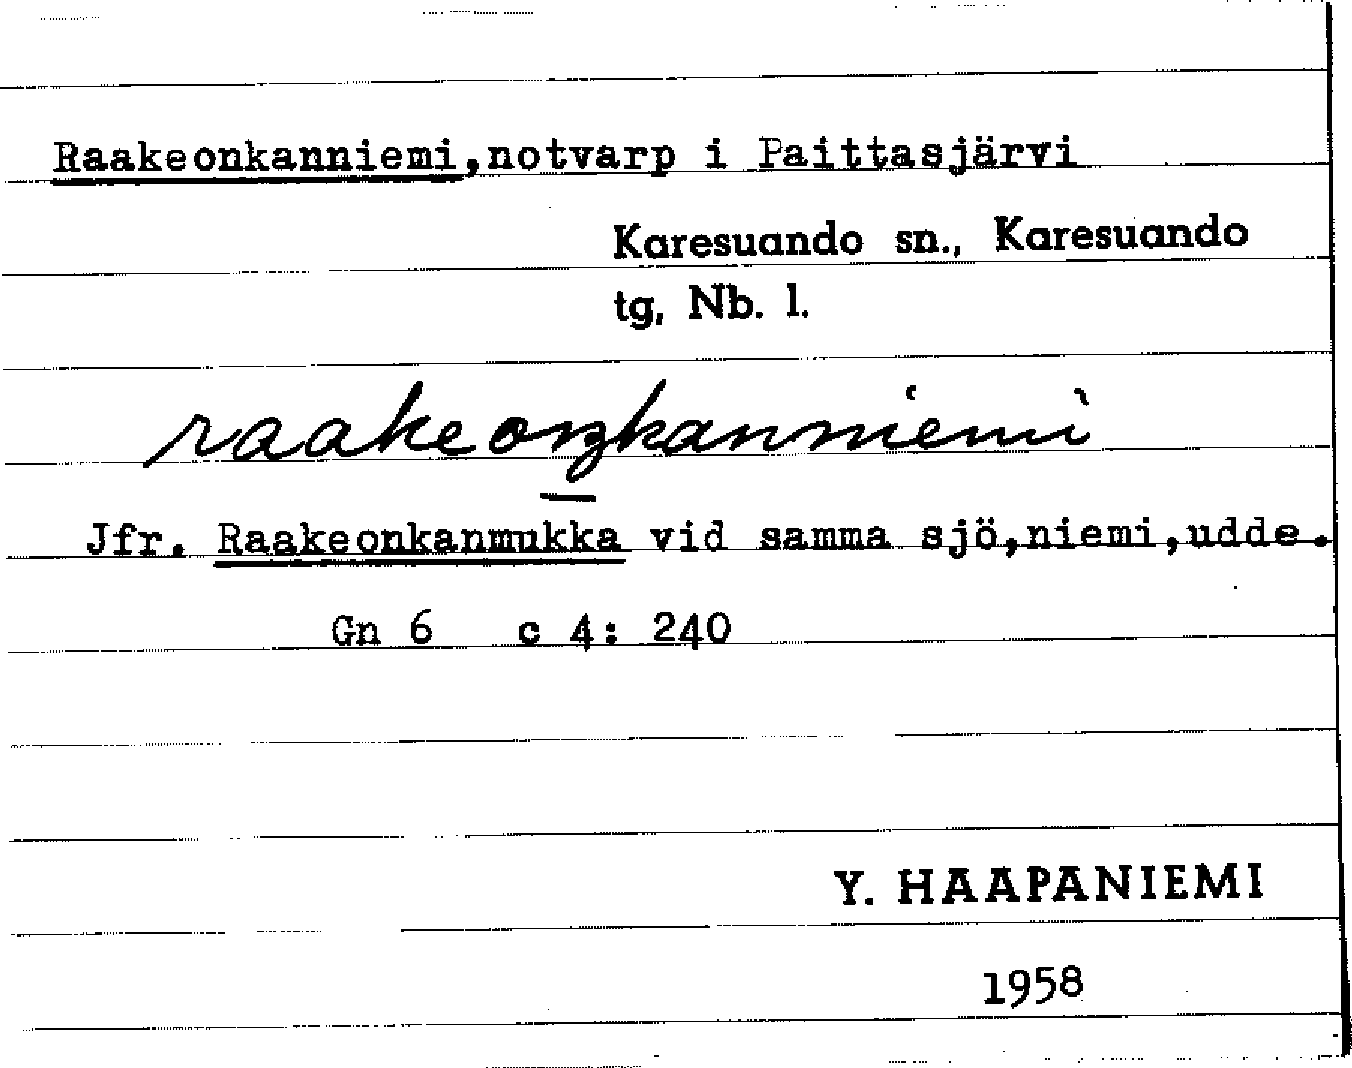 Raakeonkanniemi,notvarp i Paittasjärvi
Karesuando sn., Karesuando
tg, Nb. l.
raakeoŋkanniemi
Jfr. Raakeonkanmukka vid samma sjö,niemi,udde.
Gn 6 c 4: 240
Y. HAAPANIEMI
1958